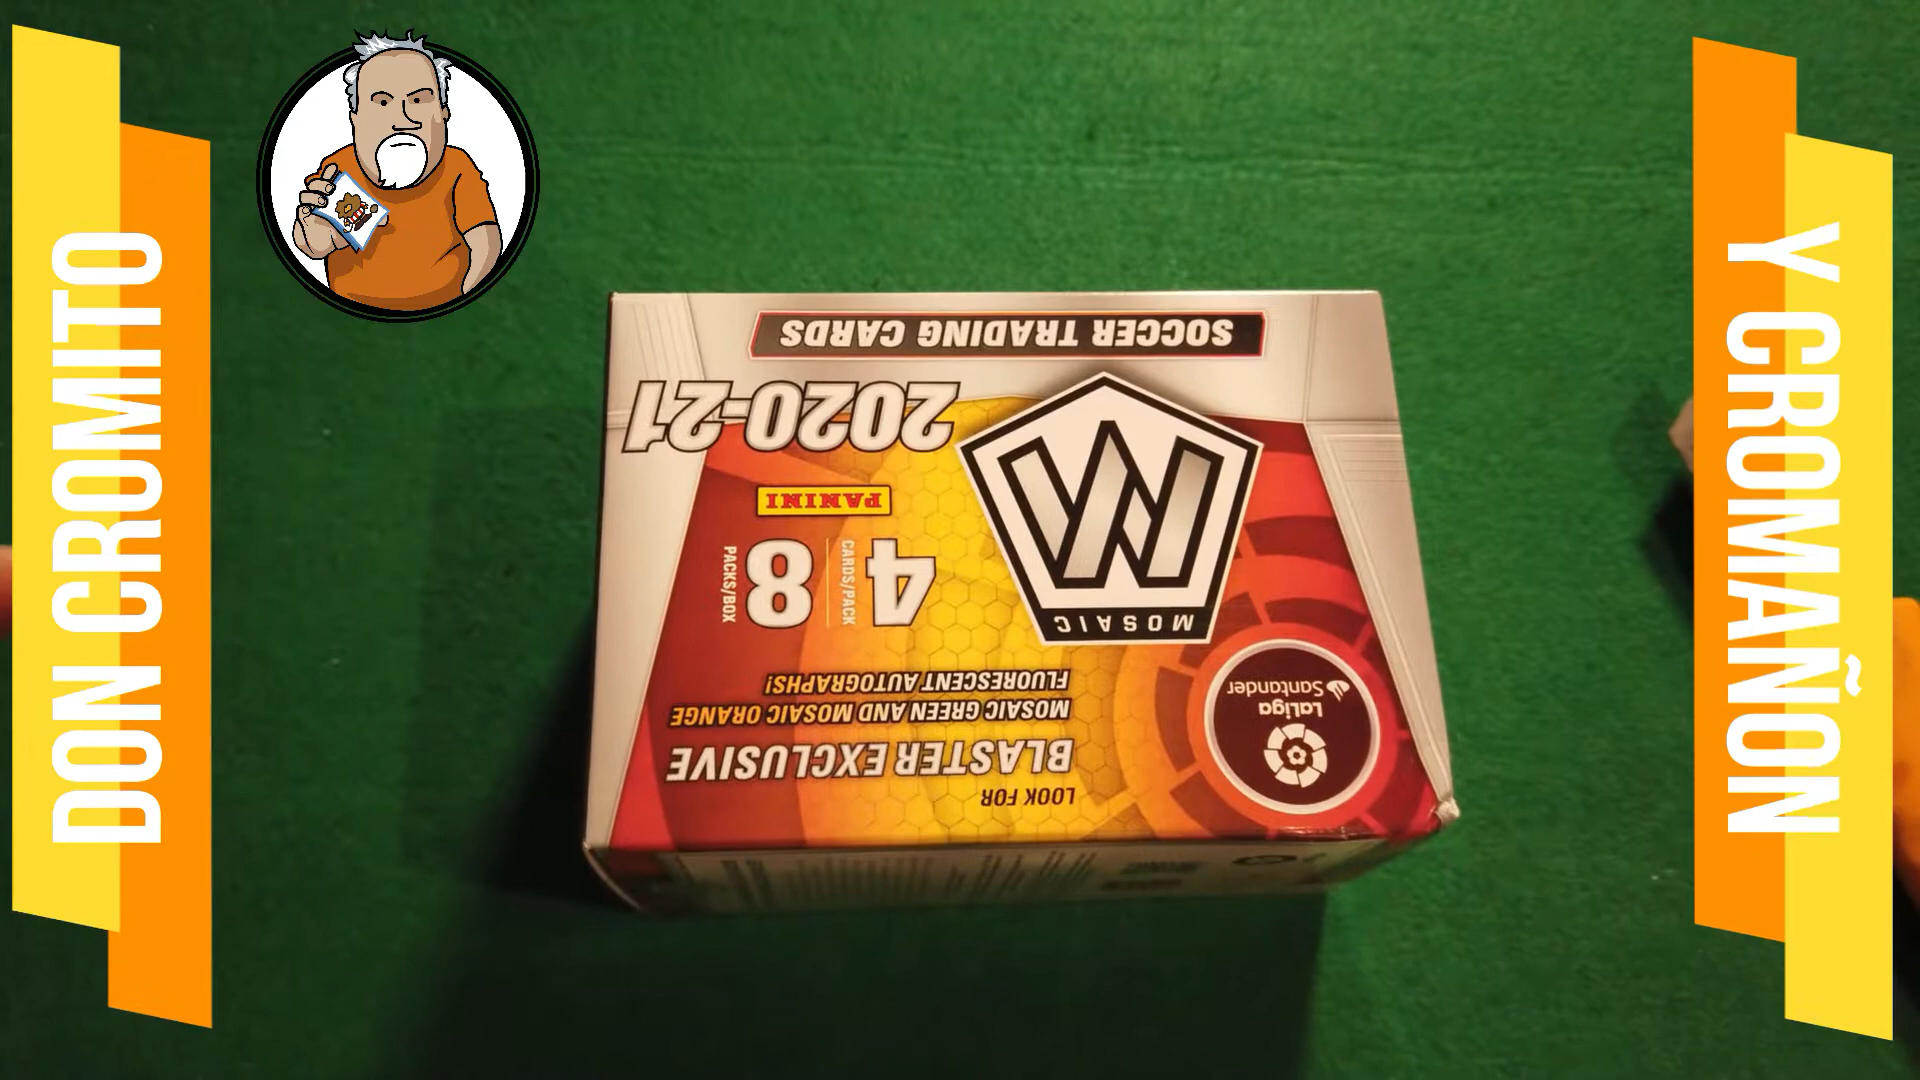 DON CROMITO
Y CROMAÑON
LOOK FOR
BLASTER EXCLUSIVE
MOSAIC GREEN AND MOSAIC ORANGE
FLUORESCENT AUTOGRAPHS!
LaLiga
Santander
MOSAIC
4
CARDS/PACK
8
PACKS/BOX
PANINI
2020-21
SOCCER TRADING CARDS